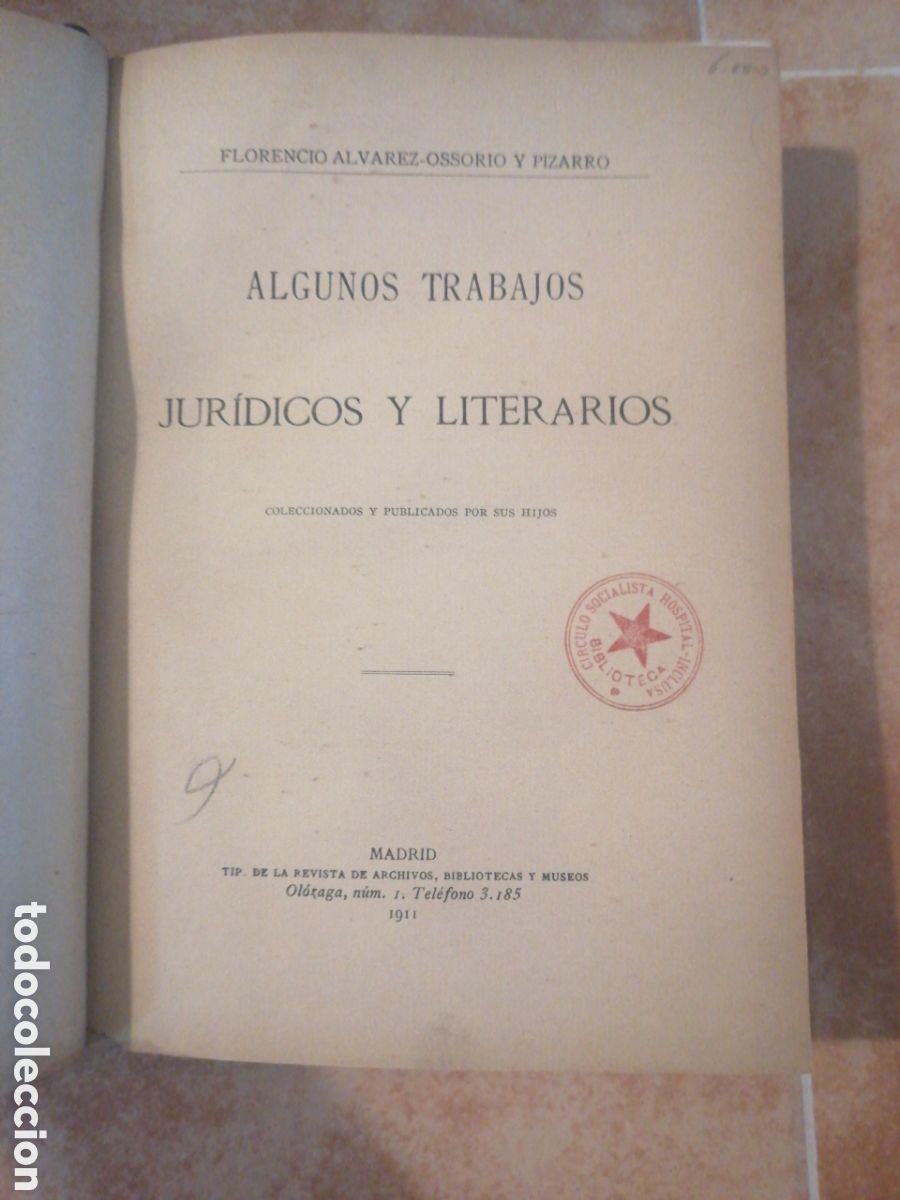 FLORENCIO ALVAREZ-OSSORIO Y PIZARRO
ALGUNOS TRABAJOS
JURÍDICOS Y LITERARIOS
COLECCIONADOS Y PUBLICADOS POR SUS HIJOS
CIRCULO SOCIALISTA HOSPITAL-INCLUSA
BIBLIOTECA
MADRID
TIP. DE LA REVISTA DE ARCHIVOS, BIBLIOTECAS Y MUSEOS
Olózaga, núm. 1. Teléfono 3.185
1911
todocoleccion